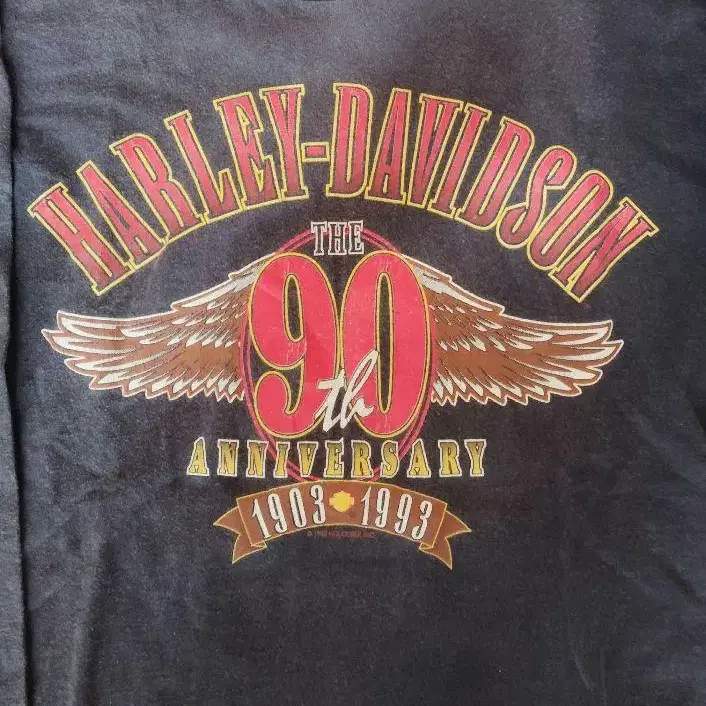 HARLEY-DAVIDSON
THE
90th
ANNIVERSARY
1903 1993